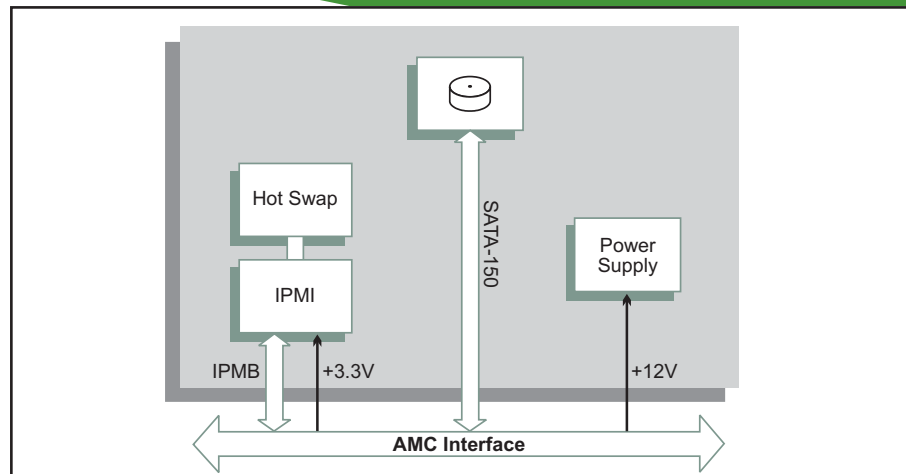 Hot Swap
SATA-150
Power
Supply
IPMI
IPMB
+3.3V
+12V
AMC Interface